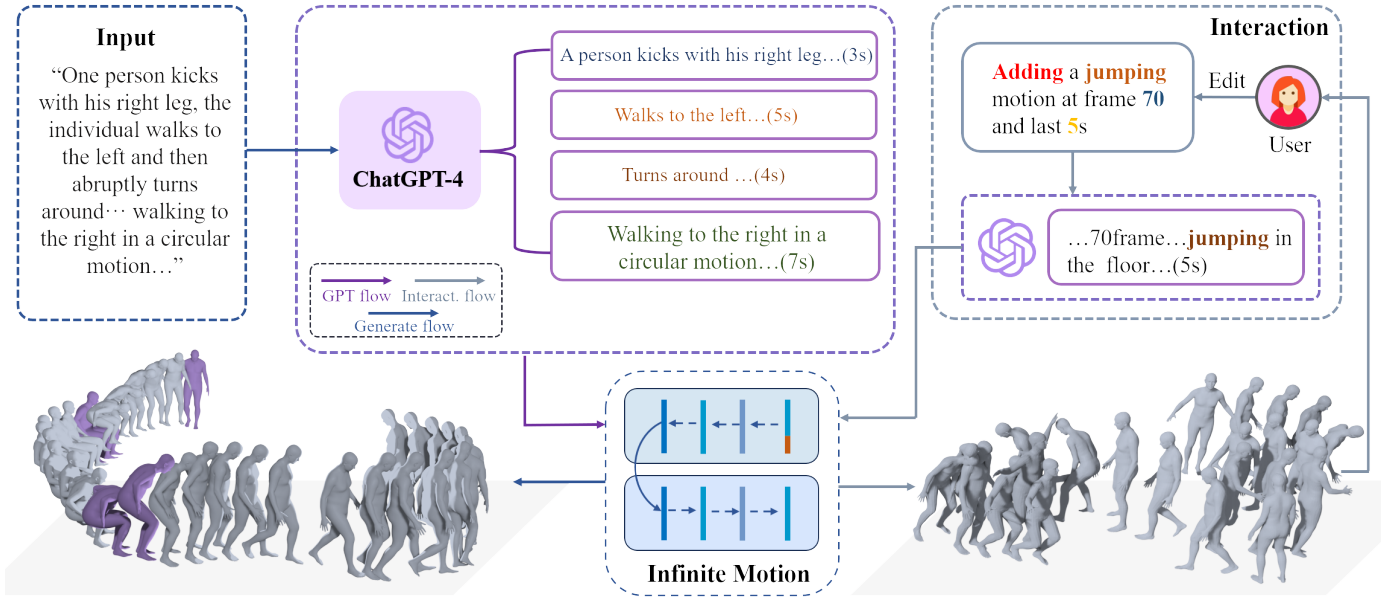 Input
“One person kicks
with his right leg, the
individual walks to
the left and then
abruptly turns
around··· walking to
the right in a circular
motion…”
ChatGPT-4
A person kicks with his right leg…(3s)
Walks to the left…(5s)
Turns around …(4s)
Walking to the right in a
circular motion…(7s)
GPT flow
Interact. flow
Generate flow
Interaction
Adding a jumping
motion at frame 70
and last 5s
Edit
User
…70frame…jumping in
the floor…(5s)
Infinite Motion